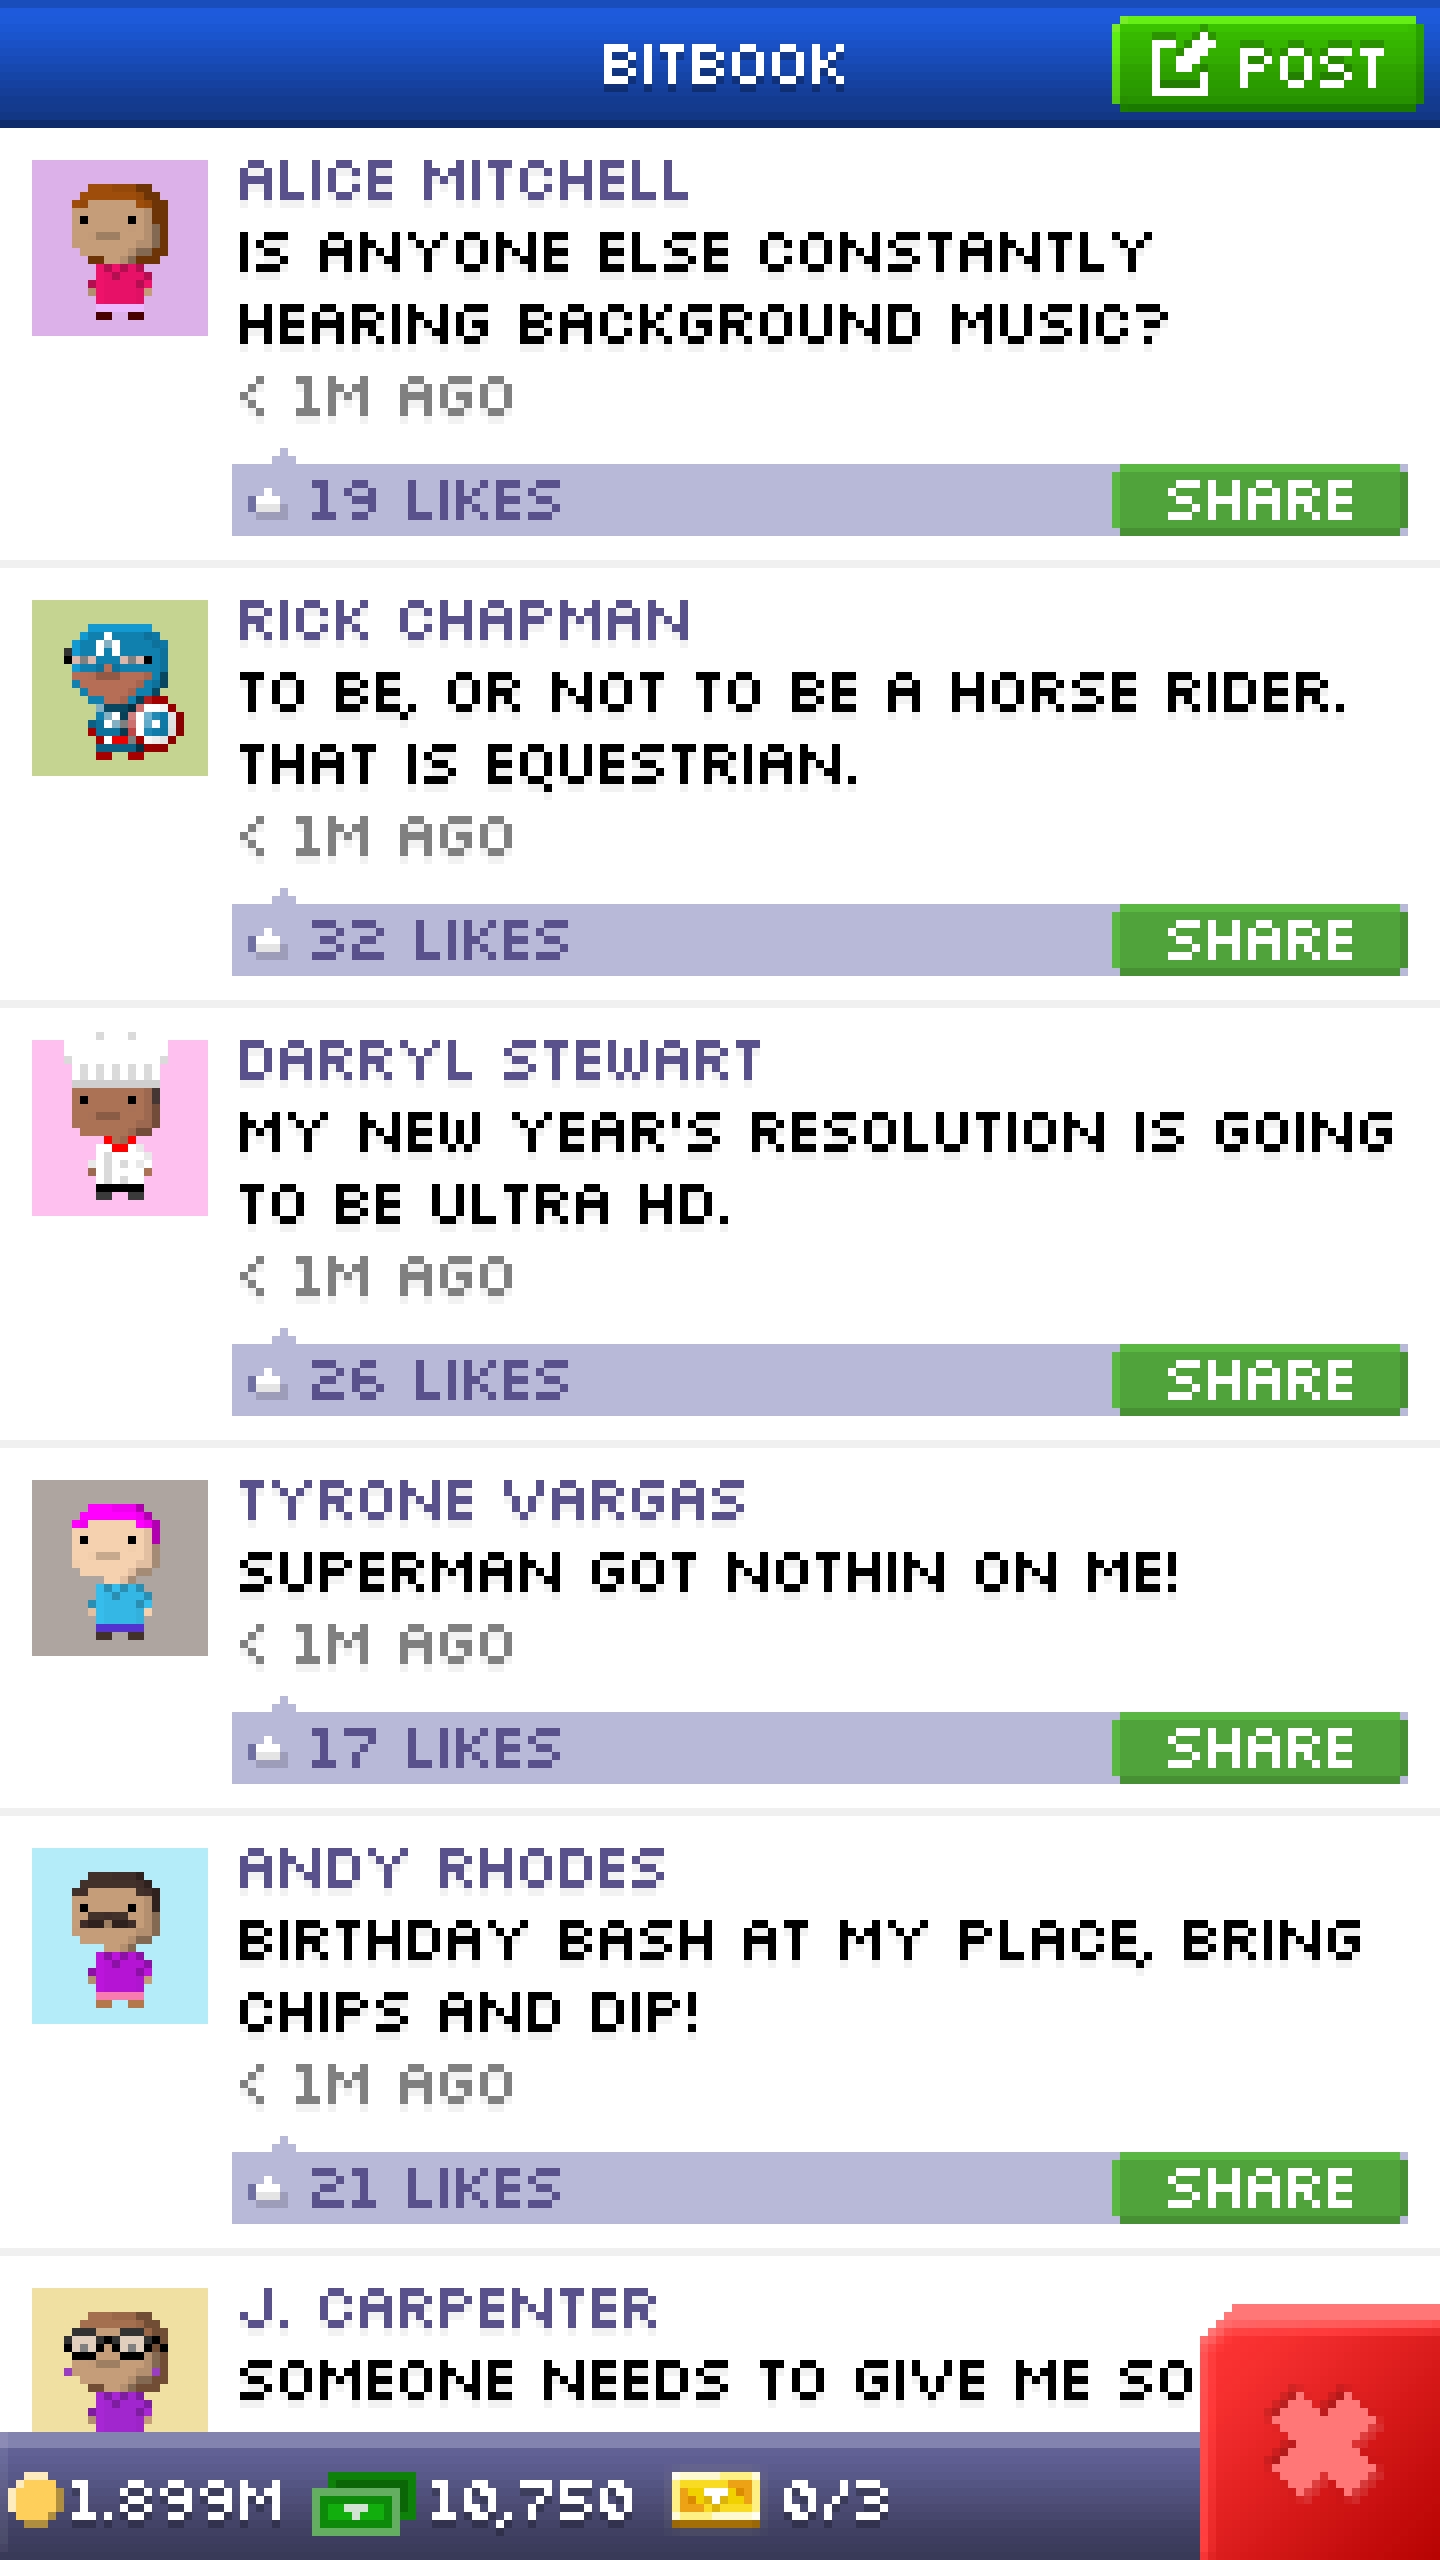 BITBOOK
POST
ALICE MITCHELL
IS ANYONE ELSE CONSTANTLY
HEARING BACKGROUND MUSIC?
< 1M AGO
19 LIKES
SHARE
RICK CHAPMAN
TO BE, OR NOT TO BE A HORSE RIDER.
THAT IS EQUESTRIAN.
< 1M AGO
32 LIKES
SHARE
DARRYL STEWART
MY NEW YEAR'S RESOLUTION IS GOING
TO BE ULTRA HD.
< 1M AGO
26 LIKES
SHARE
TYRONE VARGAS
SUPERMAN GOT NOTHIN ON ME!
< 1M AGO
17 LIKES
SHARE
ANDY RHODES
BIRTHDAY BASH AT MY PLACE, BRING
CHIPS AND DIP!
< 1M AGO
21 LIKES
SHARE
J. CARPENTER
SOMEONE NEEDS TO GIVE ME SO
1.899M 10,750 0/3